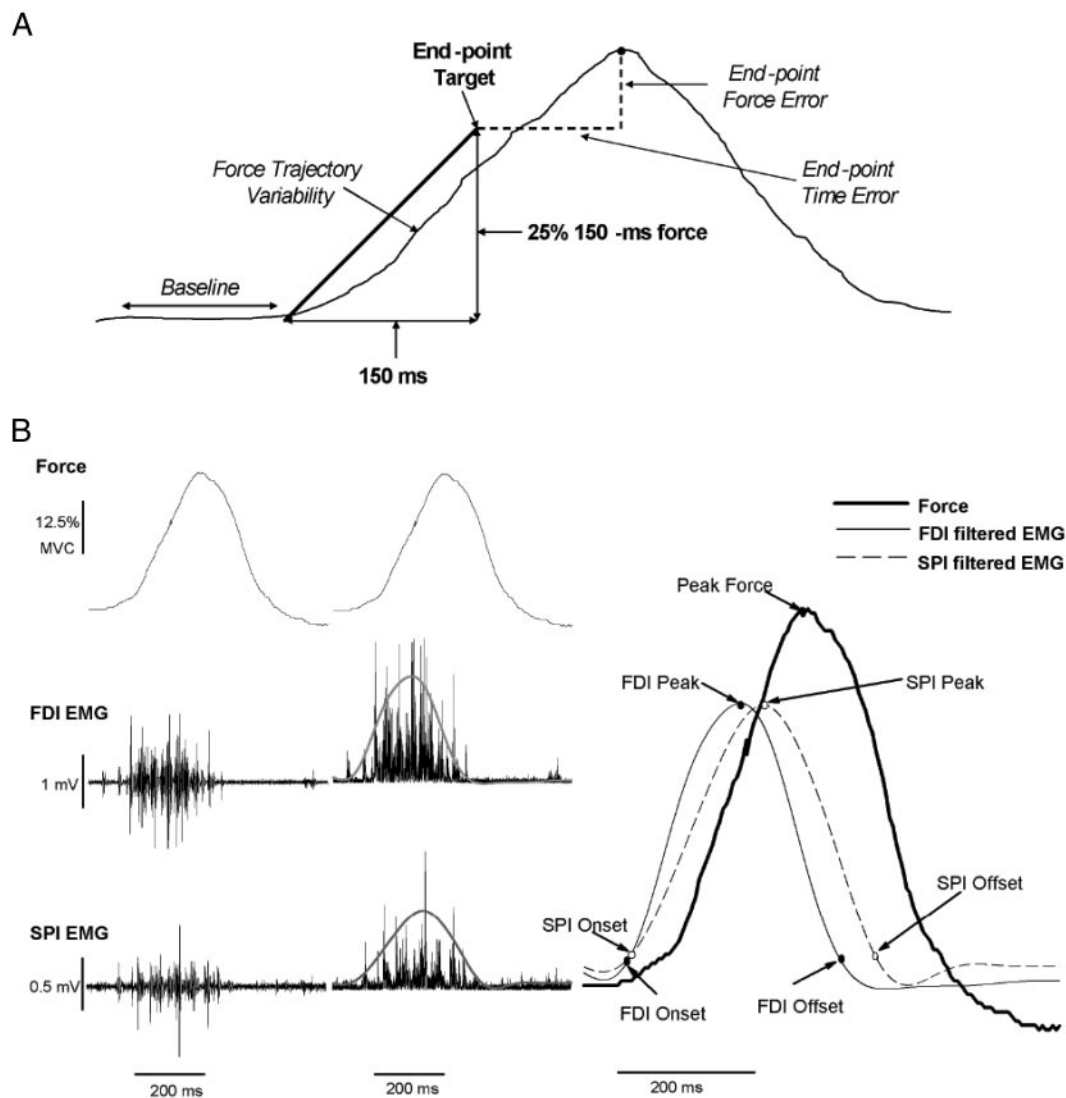 A
End-point
Target
End-point
Force Error
Force Trajectory
Variability
End-point
Time Error
25% 150 -ms force
Baseline
150 ms
B
Force
12.5%
MVC
FDI EMG
1 mV
SPI EMG
0.5 mV
200 ms
200 ms
Force
FDI filtered EMG
SPI filtered EMG
Peak Force
FDI Peak
SPI Peak
SPI Onset
SPI Offset
FDI Onset
FDI Offset
200 ms